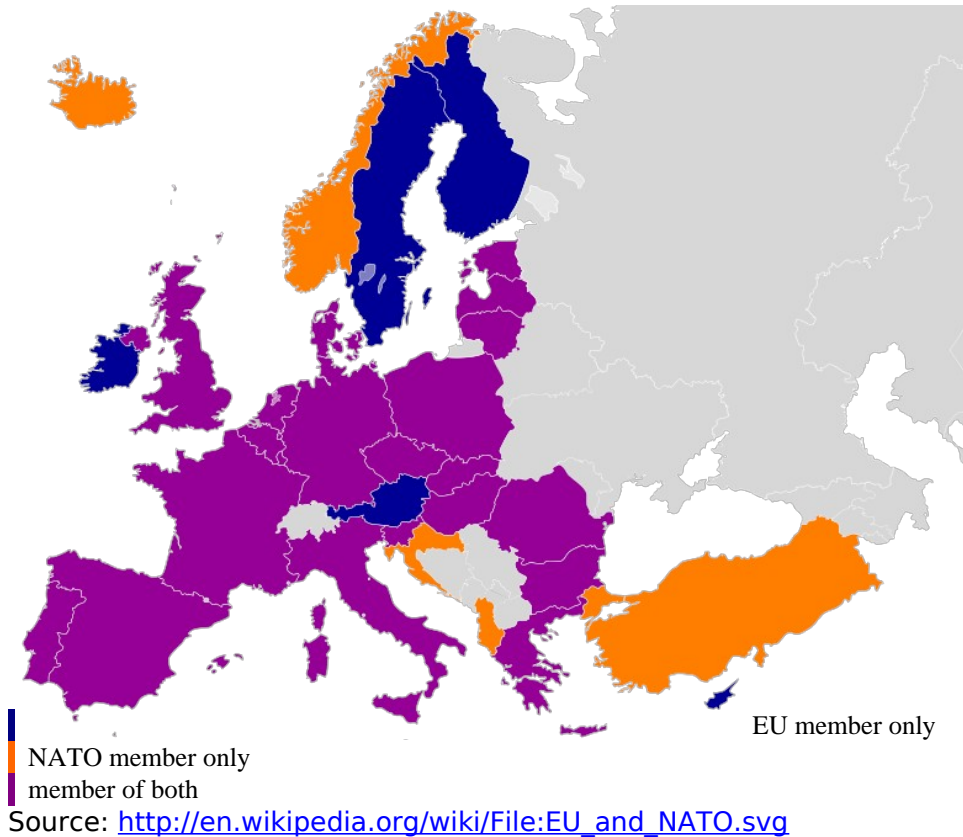 EU member only
NATO member only
member of both
Source: http://en.wikipedia.org/wiki/File:EU_and_NATO.svg